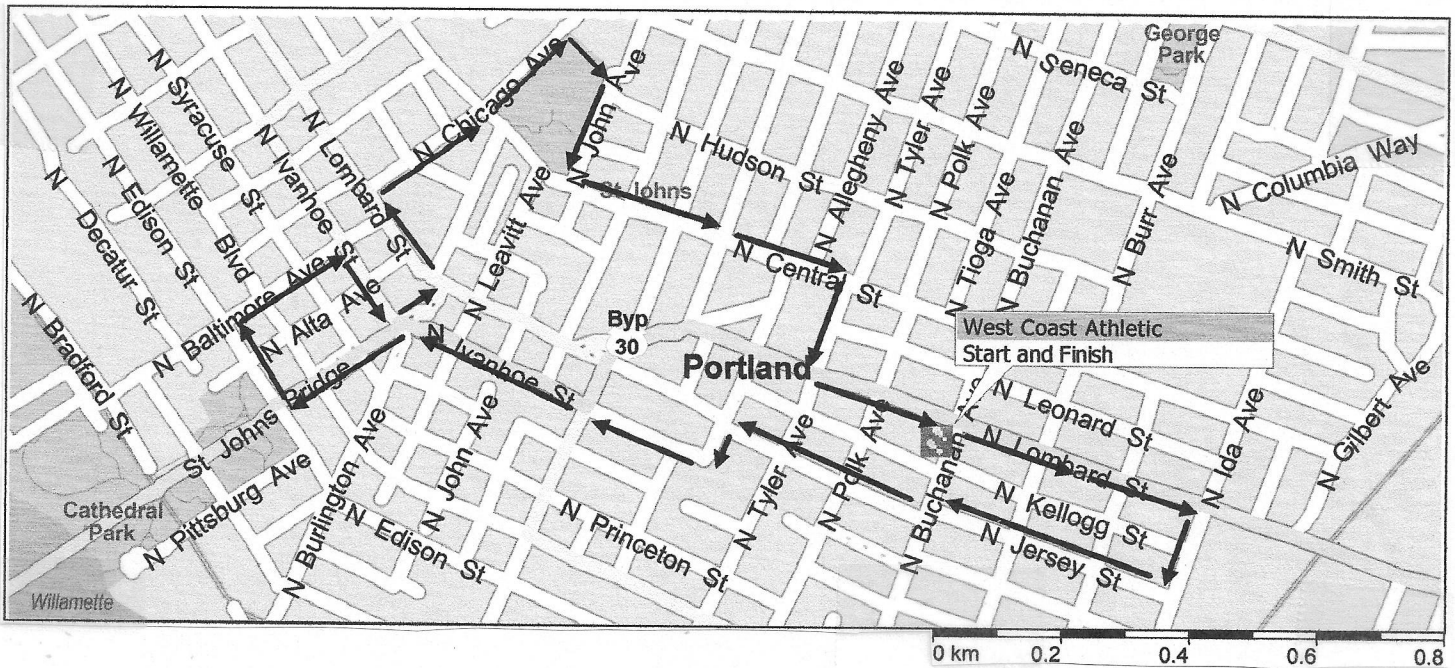 George
Park
N Seneca St
N Columbia Way
N Smith St
N Gilbert Ave
N Ida Ave
N Burr Ave
N Buchanan Ave
N Tioga Ave
N Polk Ave
N Tyler Ave
N Allegheny Ave
N Hudson St
St Johns
N Central St
N John Ave
N Chicago Ave
N Leavitt Ave
N Lombard St
N Ivanhoe St
N Syracuse St
N Willamette Blvd
N Edison St
N Decatur St
N Bradford St
N Baltimore Ave
N Alta Ave
St Johns Bridge
N Pittsburg Ave
Cathedral
Park
Willamette
N Burlington Ave
N John Ave
N Edison St
N Ivanhoe St
Byp
30
Portland
N Princeton St
N Tyler Ave
N Polk Ave
N Buchanan Ave
West Coast Athletic
Start and Finish
N Leonard St
N Lombard St
N Kellogg St
N Jersey St
0 km 0.2 0.4 0.6 0.8